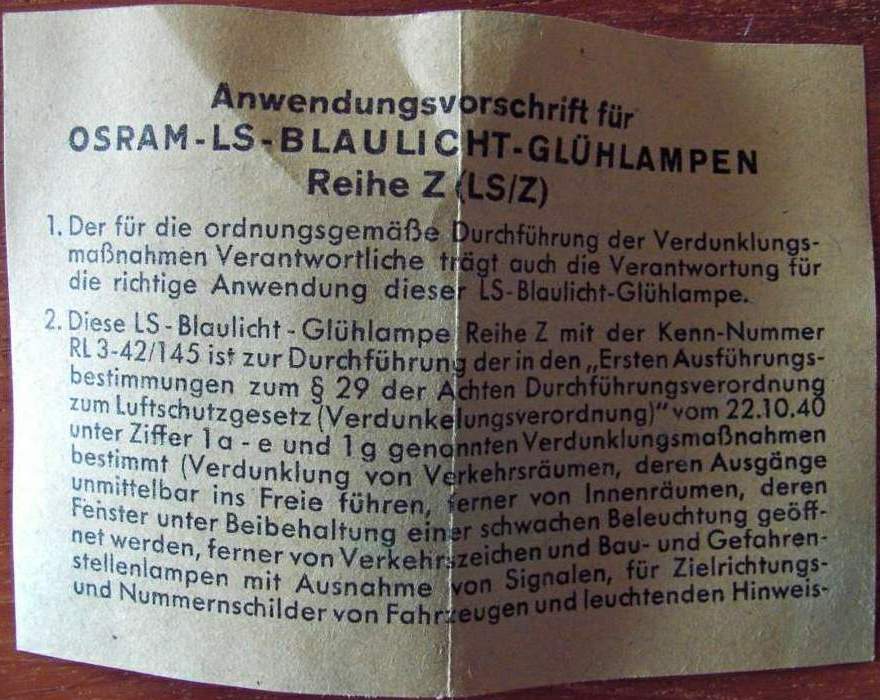 Anwendungsvorschrift für
OSRAM-LS-BLAULICHT-GLÜHLAMPEN
Reihe Z (LS/Z)
1. Der für die ordnungsgemäße Durchführung der Verdunklungs-
maßnahmen Verantwortliche trägt auch die Verantwortung für
die richtige Anwendung dieser LS-Blaulicht-Glühlampe.
2. Diese LS-Blaulicht-Glühlampe Reihe Z mit der Kenn-Nummer
RL 3-42/145 ist zur Durchführung der in den „Ersten Ausführungs-
bestimmungen zum § 29 der Achten Durchführungsverordnung
zum Luftschutzgesetz (Verdunkelungsverordnung)" vom 22.10.40
unter Ziffer 1 a - e und 1 g genannten Verdunklungsmaßnahmen
bestimmt (Verdunklung von Verkehrsräumen, deren Ausgänge
unmittelbar ins Freie führen, ferner von Innenräumen, deren
Fenster unter Beibehaltung einer schwachen Beleuchtung geöff-
net werden, ferner von Verkehrszeichen und Bau- und Gefahren-
stellenlampen mit Ausnahme von Signalen, für Zielrichtungs-
und Nummernschilder von Fahrzeugen und leuchtenden Hinweis-